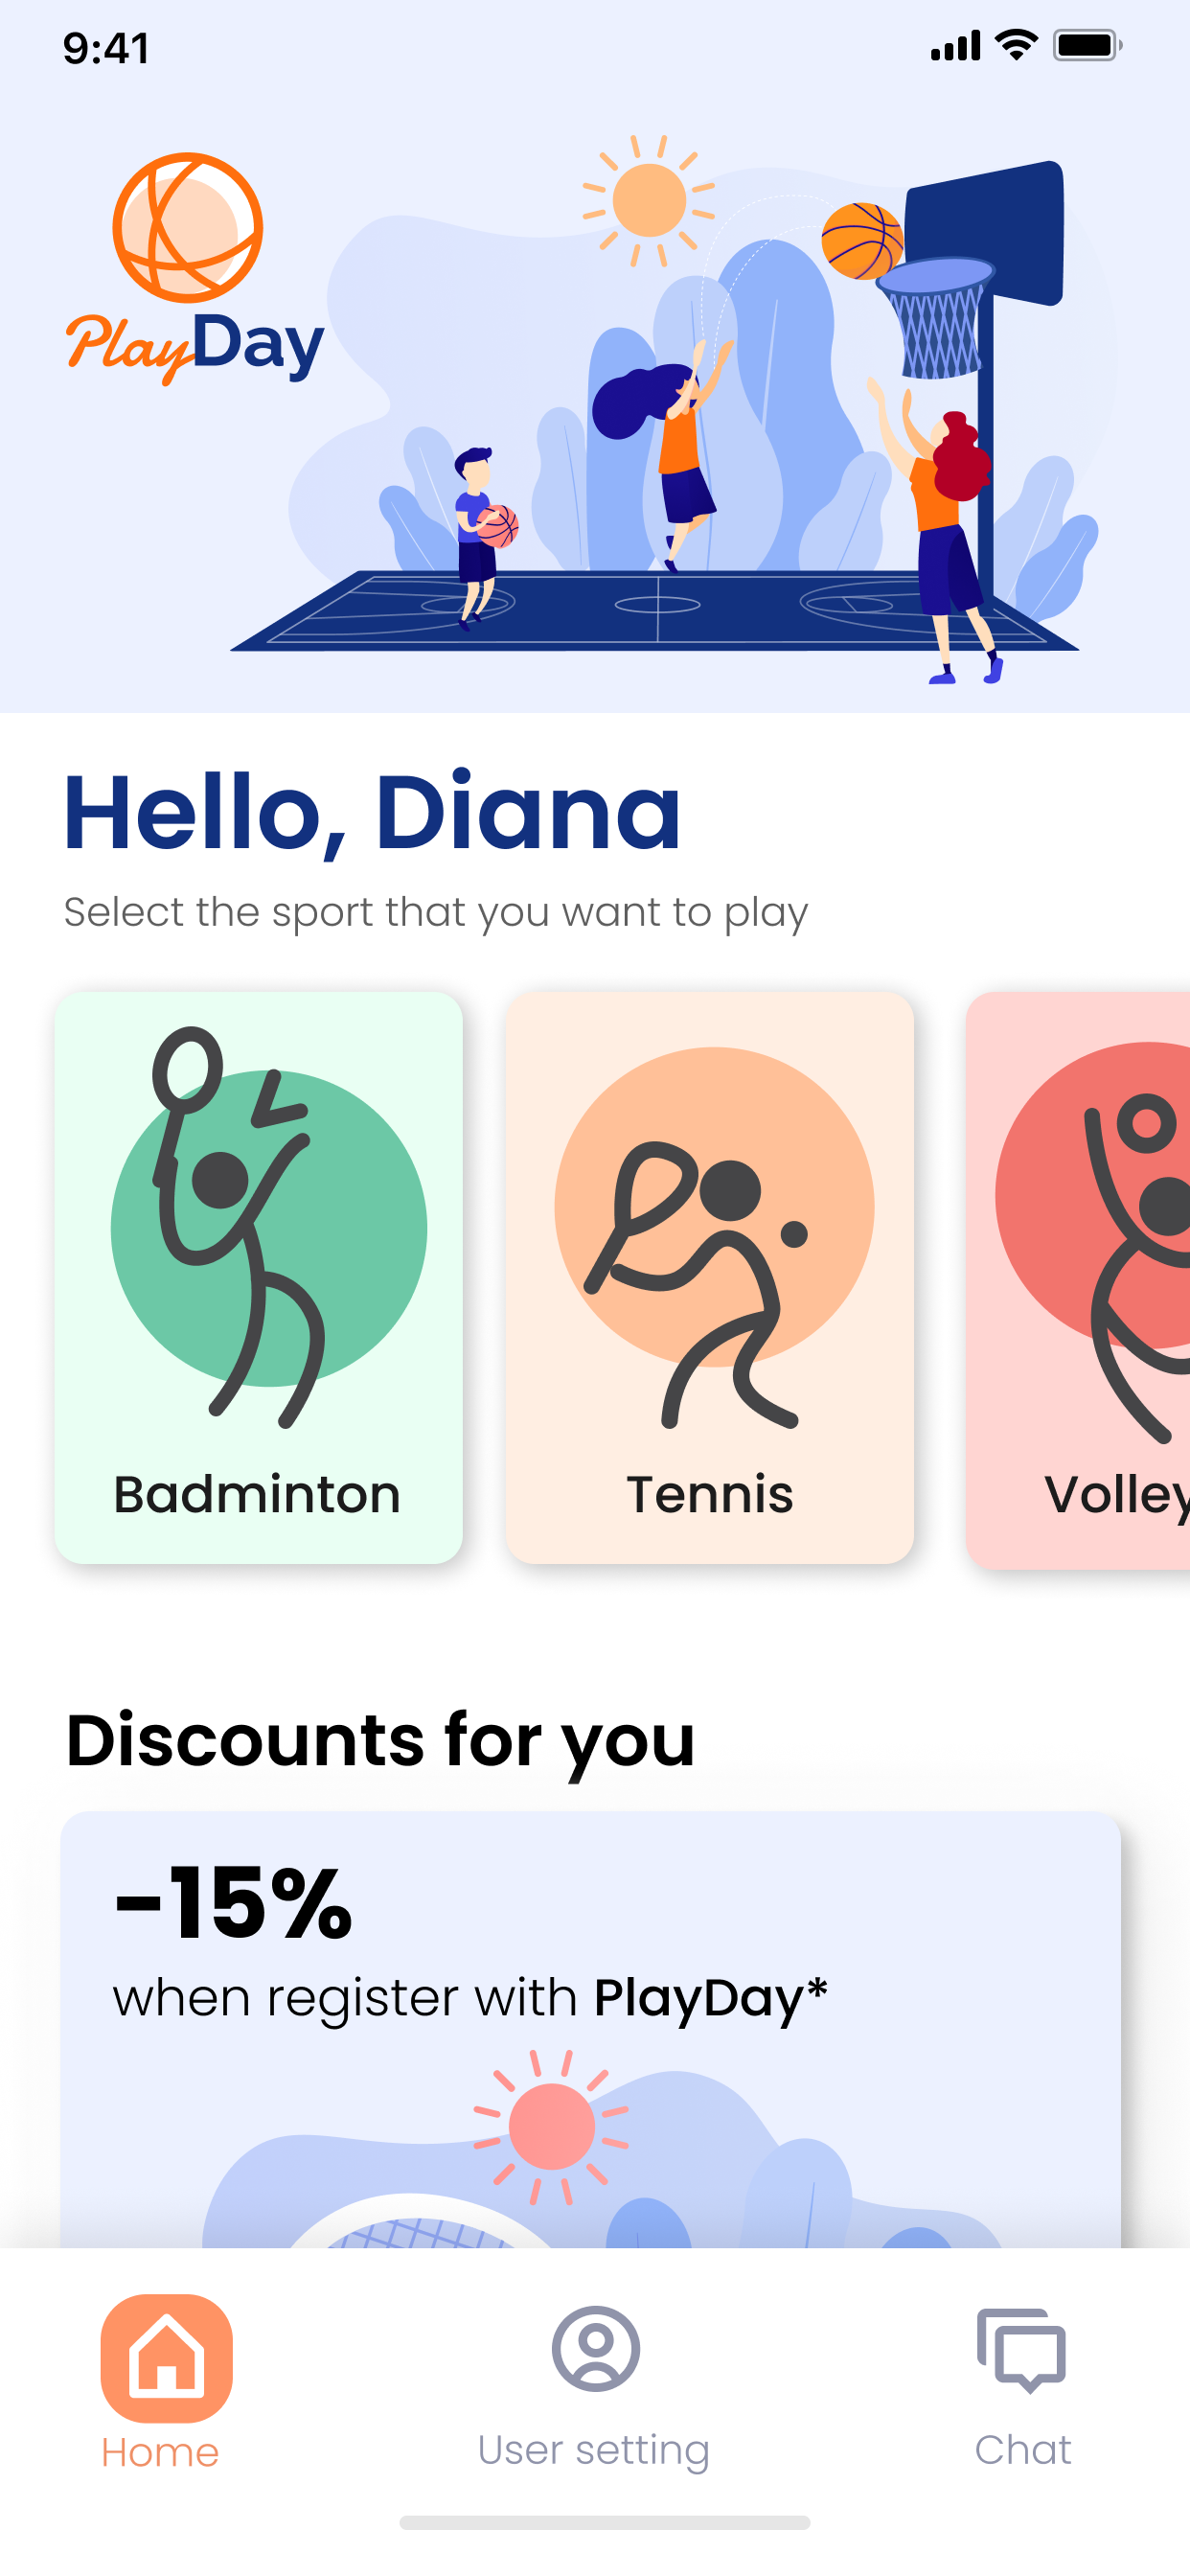 9:41
PlayDay
Hello, Diana
Select the sport that you want to play
Badminton
Tennis
Volley
Discounts for you
-15%
when register with PlayDay*
Home
User setting
Chat